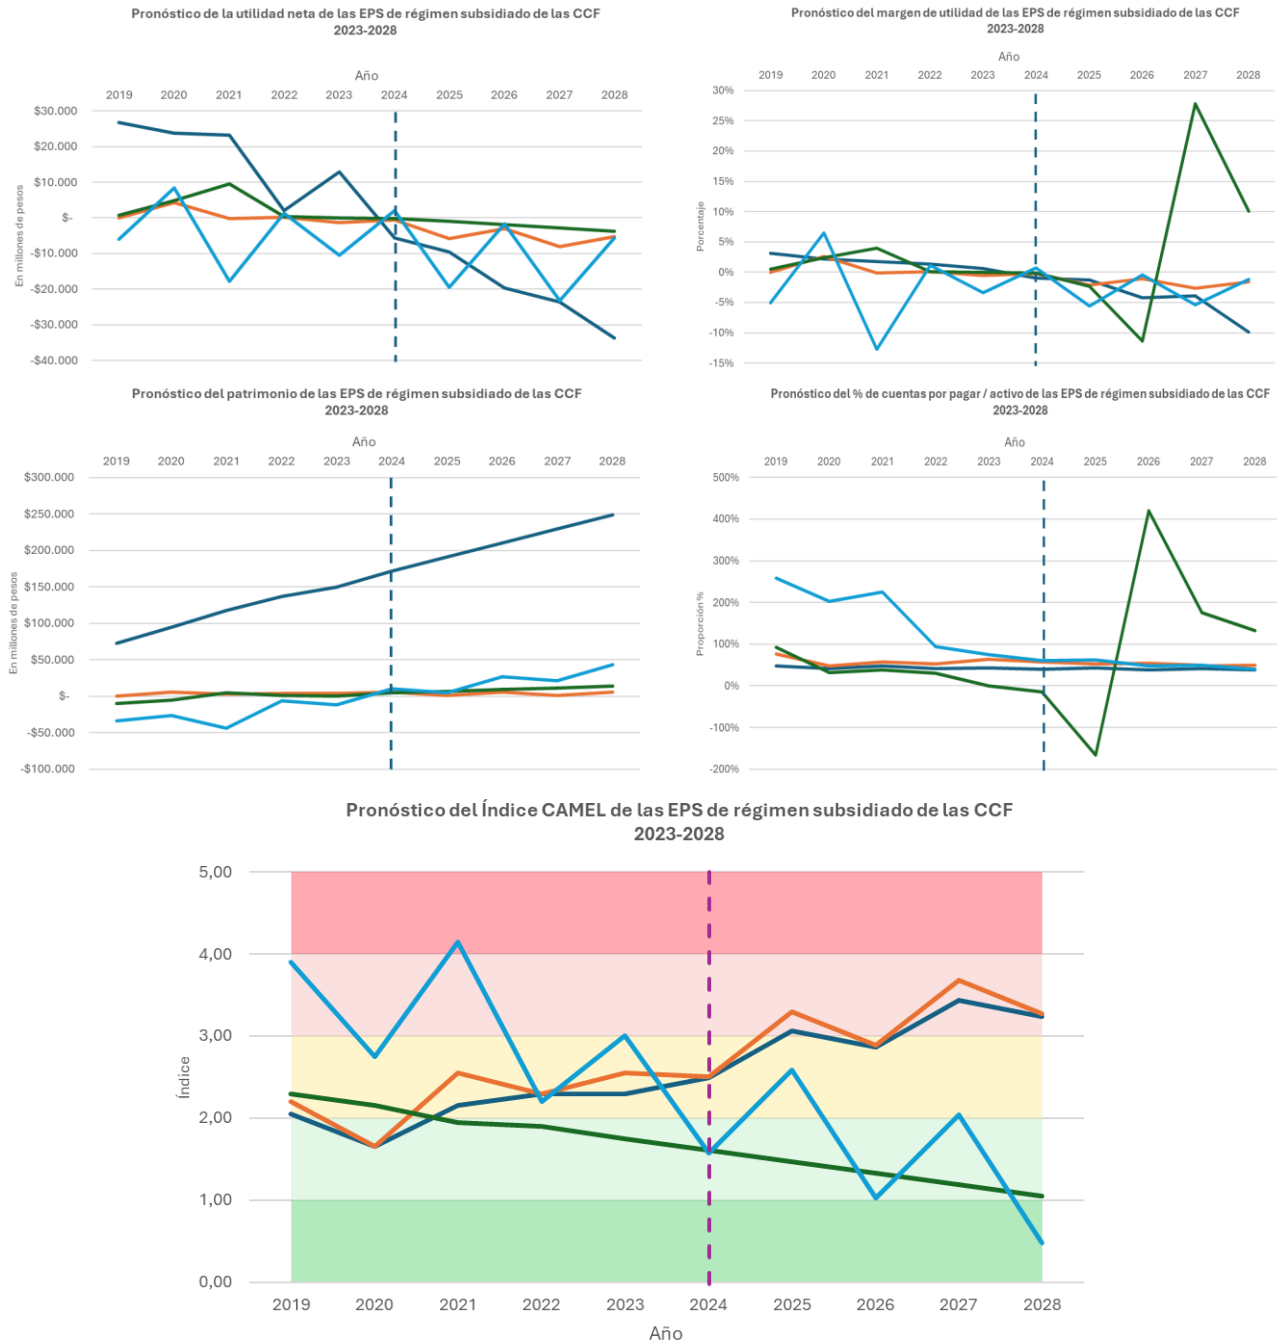 Pronóstico de la utilidad neta de las EPS de régimen subsidiado de las CCF
2023-2028
Año
2019 2020 2021 2022 2023 2024 2025 2026 2027 2028
$30.000
$20.000
$10.000
$-
-$10.000
-$20.000
-$30.000
-$40.000
En millones de pesos
Pronóstico del margen de utilidad de las EPS de régimen subsidiado de las CCF
2023-2028
Año
2019 2020 2021 2022 2023 2024 2025 2026 2027 2028
30%
25%
20%
15%
10%
5%
0%
-5%
-10%
-15%
Porcentaje
Pronóstico del patrimonio de las EPS de régimen subsidiado de las CCF
2023-2028
Año
2019 2020 2021 2022 2023 2024 2025 2026 2027 2028
$300.000
$250.000
$200.000
$150.000
$100.000
$50.000
$-
-$50.000
-$100.000
En millones de pesos
Pronóstico del % de cuentas por pagar / activo de las EPS de régimen subsidiado de las CCF
2023-2028
Año
2019 2020 2021 2022 2023 2024 2025 2026 2027 2028
500%
400%
300%
200%
100%
0%
-100%
-200%
Proporción %
Pronóstico del Índice CAMEL de las EPS de régimen subsidiado de las CCF
2023-2028
5,00
4,00
3,00
2,00
1,00
0,00
Índice
2019 2020 2021 2022 2023 2024 2025 2026 2027 2028
Año